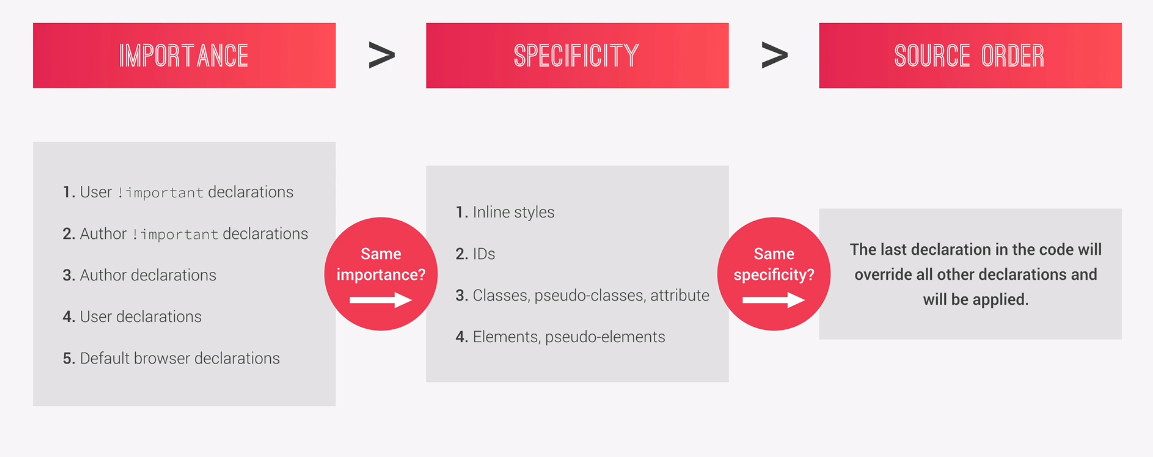 IMPORTANCE
>
SPECIFICITY
>
SOURCE ORDER
1. User !important declarations
2. Author !important declarations
3. Author declarations
4. User declarations
5. Default browser declarations
Same
importance?
1. Inline styles
2. IDs
3. Classes, pseudo-classes, attribute
4. Elements, pseudo-elements
Same
specificity?
The last declaration in the code will
override all other declarations and
will be applied.